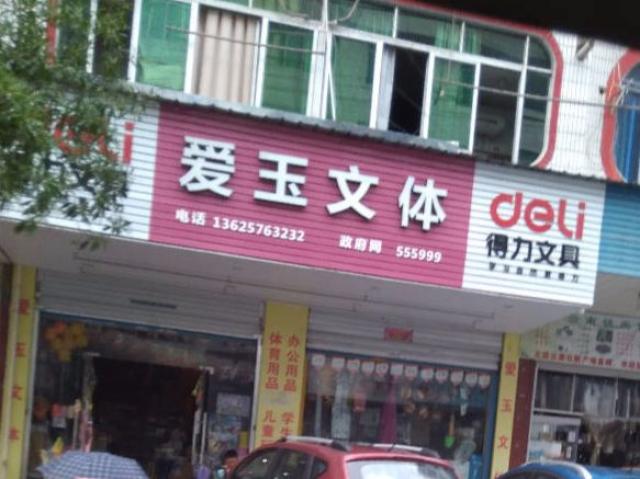 deli
爱玉文体
电话 13625763232 政府网 555999
deli
得力文具
爱玉文体
体育用品
办公用品
儿童
学生
爱玉文